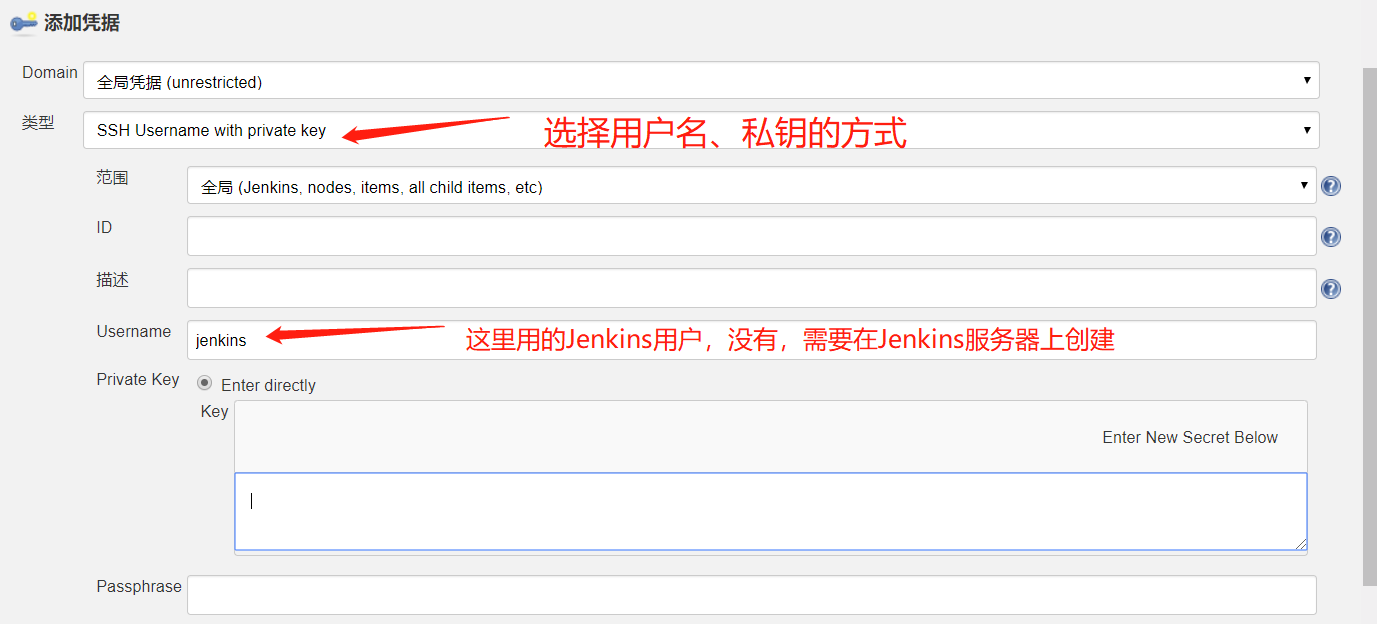 添加凭据
Domain 全局凭据 (unrestricted)
类型 SSH Username with private key 选择用户名、私钥的方式
范围 全局 (Jenkins, nodes, items, all child items, etc)
ID
描述
Username jenkins 这里用的Jenkins用户，没有，需要在Jenkins服务器上创建
Private Key Enter directly
Key
Enter New Secret Below
Passphrase